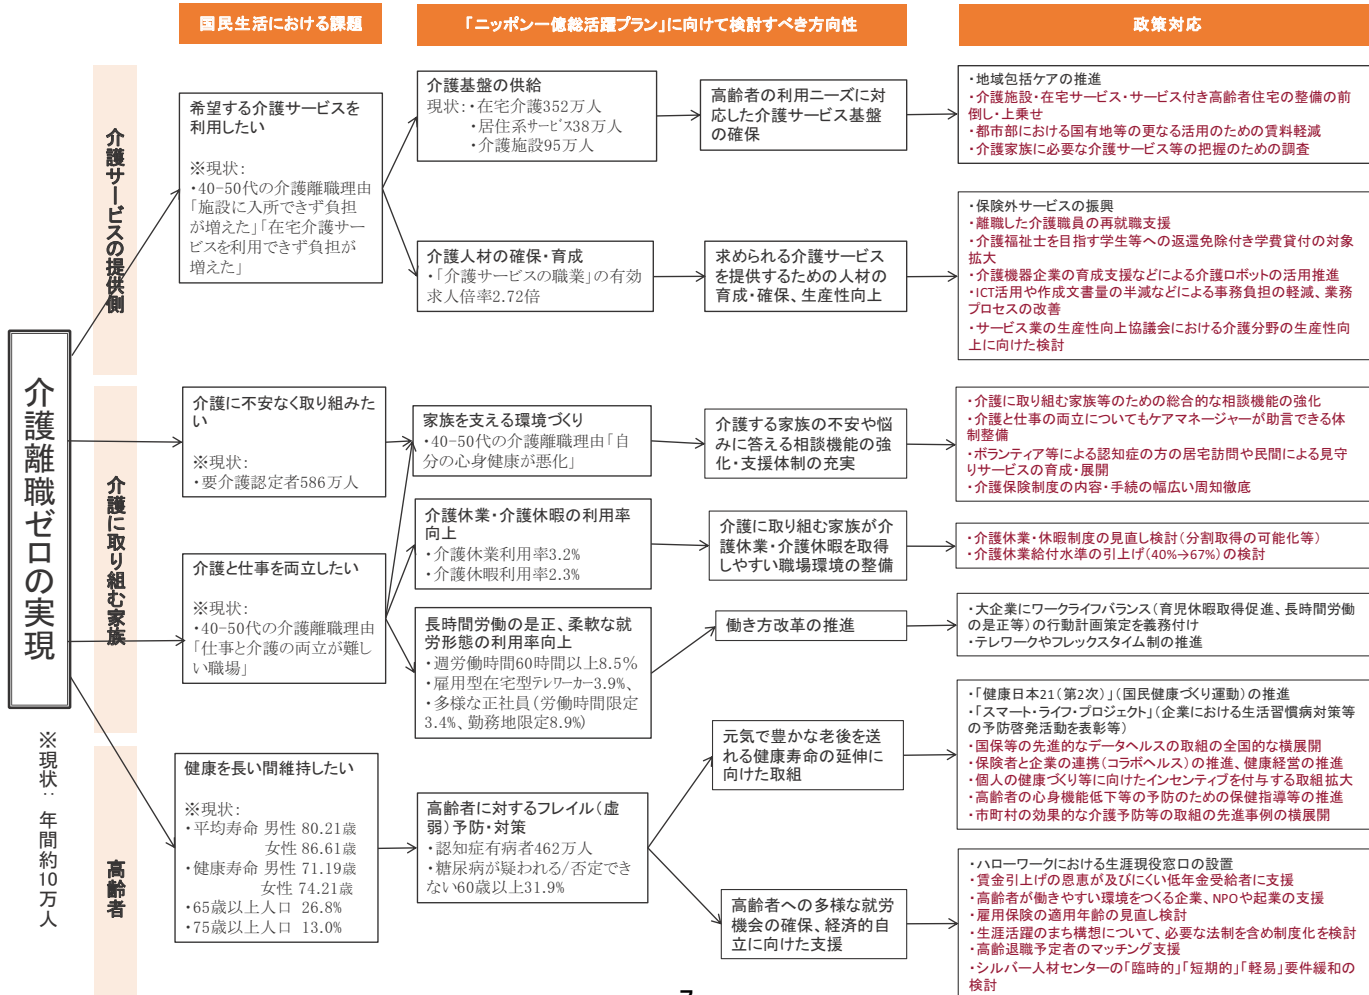 国民生活における課題
「ニッポン一億総活躍プラン」に向けて検討すべき方向性
政策対応
介護離職ゼロの実現
※現状：年間約10万人
介護サービスの提供側
希望する介護サービスを
利用したい
※現状：
・40-50代の介護離職理由
「施設に入所できず負担
が増えた」「在宅介護サー
ビスを利用できず負担が
増えた」
介護基盤の供給
現状：・在宅介護352万人
・居住系サービス38万人
・介護施設95万人
高齢者の利用ニーズに対
応した介護サービス基盤
の確保
・地域包括ケアの推進
・介護施設・在宅サービス・サービス付き高齢者住宅の整備の前
倒し・上乗せ
・都市部における国有地等の更なる活用のための賃料軽減
・介護家族に必要な介護サービス等の把握のための調査
介護人材の確保・育成
・「介護サービスの職業」の有効
求人倍率2.72倍
求められる介護サービス
を提供するための人材の
育成・確保、生産性向上
・保険外サービスの振興
・離職した介護職員の再就職支援
・介護福祉士を目指す学生等への返還免除付き学費貸付の対象
拡大
・介護機器企業の育成支援などによる介護ロボットの活用推進
・ICT活用や作成文書量の半減などによる事務負担の軽減、業務
プロセスの改善
・サービス業の生産性向上協議会における介護分野の生産性向
上に向けた検討
介護に取り組む家族
介護に不安なく取り組みた
い
※現状：
・要介護認定者586万人
家族を支える環境づくり
・40-50代の介護離職理由「自
分の心身健康が悪化」
介護する家族の不安や悩
みに答える相談機能の強
化・支援体制の充実
・介護に取り組む家族等のための総合的な相談機能の強化
・介護と仕事の両立についてもケアマネージャーが助言できる体
制整備
・ボランティア等による認知症の方の居宅訪問や民間による見守
りサービスの育成・展開
・介護保険制度の内容・手続の幅広い周知徹底
介護と仕事を両立したい
※現状：
・40-50代の介護離職理由
「仕事と介護の両立が難し
い職場」
介護休業・介護休暇の利用率
向上
・介護休業利用率3.2%
・介護休暇利用率2.3%
介護に取り組む家族が介
護休業・介護休暇を取得
しやすい職場環境の整備
・介護休業・休暇制度の見直し検討（分割取得の可能化等）
・介護休業給付水準の引上げ（40%→67%）の検討
長時間労働の是正、柔軟な就
労形態の利用率向上
・週労働時間60時間以上8.5％
・雇用型在宅型テレワーカー3.9%、
・多様な正社員（労働時間限定
3.4%、勤務地限定8.9%）
働き方改革の推進
・大企業にワークライフバランス（育児休暇取得促進、長時間労働
の是正等）の行動計画策定を義務付け
・テレワークやフレックスタイム制の推進
高齢者
健康を長い間維持したい
※現状：
・平均寿命 男性 80.21歳
女性 86.61歳
・健康寿命 男性 71.19歳
女性 74.21歳
・65歳以上人口 26.8%
・75歳以上人口 13.0%
高齢者に対するフレイル（虚
弱）予防・対策
・認知症有病者462万人
・糖尿病が疑われる/否定でき
ない60歳以上31.9%
元気で豊かな老後を送
れる健康寿命の延伸に
向けた取組
・「健康日本21（第2次）」（国民健康づくり運動）の推進
・「スマート・ライフ・プロジェクト」（企業における生活習慣病対策等
の予防啓発活動を表彰等）
・国保等の先進的なデータヘルスの取組の全国的な横展開
・保険者と企業の連携（コラボヘルス）の推進、健康経営の推進
・個人の健康づくり等に向けたインセンティブを付与する取組拡大
・高齢者の心身機能低下等の予防のための保健指導等の推進
・市町村の効果的な介護予防等の取組の先進事例の横展開
高齢者への多様な就労
機会の確保、経済的自
立に向けた支援
・ハローワークにおける生涯現役窓口の設置
・賃金引上げの恩恵が及びにくい低年金受給者に支援
・高齢者が働きやすい環境をつくる企業、NPOや起業の支援
・雇用保険の適用年齢の見直し検討
・生涯活躍のまち構想について、必要な法制を含め制度化を検討
・高齢退職予定者のマッチング支援
・シルバー人材センターの「臨時的」「短期的」「軽易」要件緩和の
検討
7